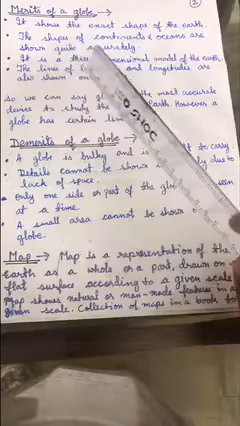 2
Merits of a globe →
• It shows the exact shape of the earth.
• The shapes of continents & oceans are
shown quite accurately.
• It is a three dimensional model of the earth.
• The lines of and longitudes are
also shown on
So we can say the most accurate
device to study the Earth. However a
globe has certain
Demerits of a globe →
• A globe is bulky and is to carry.
• Details cannot be shown due to
lack of space.
• Only one side or part of the seen
at a time.
• A small area cannot be shown
globe.
Map → Map is a representation of the
Earth as a whole or a part, drawn on
flat surface according to a given scale.
Map shows natural or man-made features in a
given scale. Collection of maps in a book